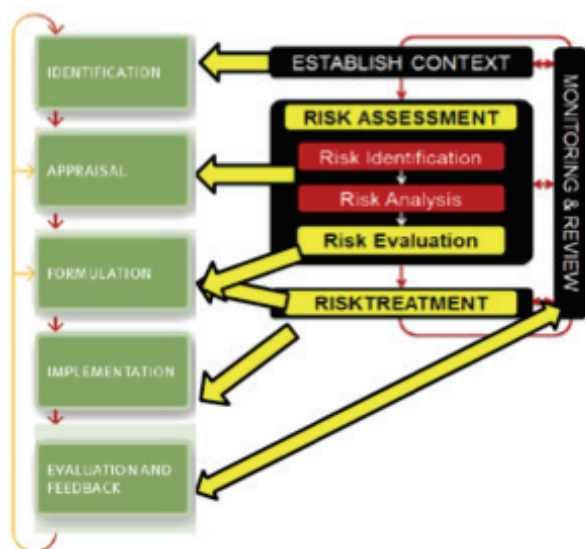 IDENTIFICATION
APPRAISAL
FORMULATION
IMPLEMENTATION
EVALUATION AND
FEEDBACK
ESTABLISH CONTEXT
RISK ASSESSMENT
Risk Identification
Risk Analysis
Risk Evaluation
RISKTREATMENT
MONITORING & REVIEW